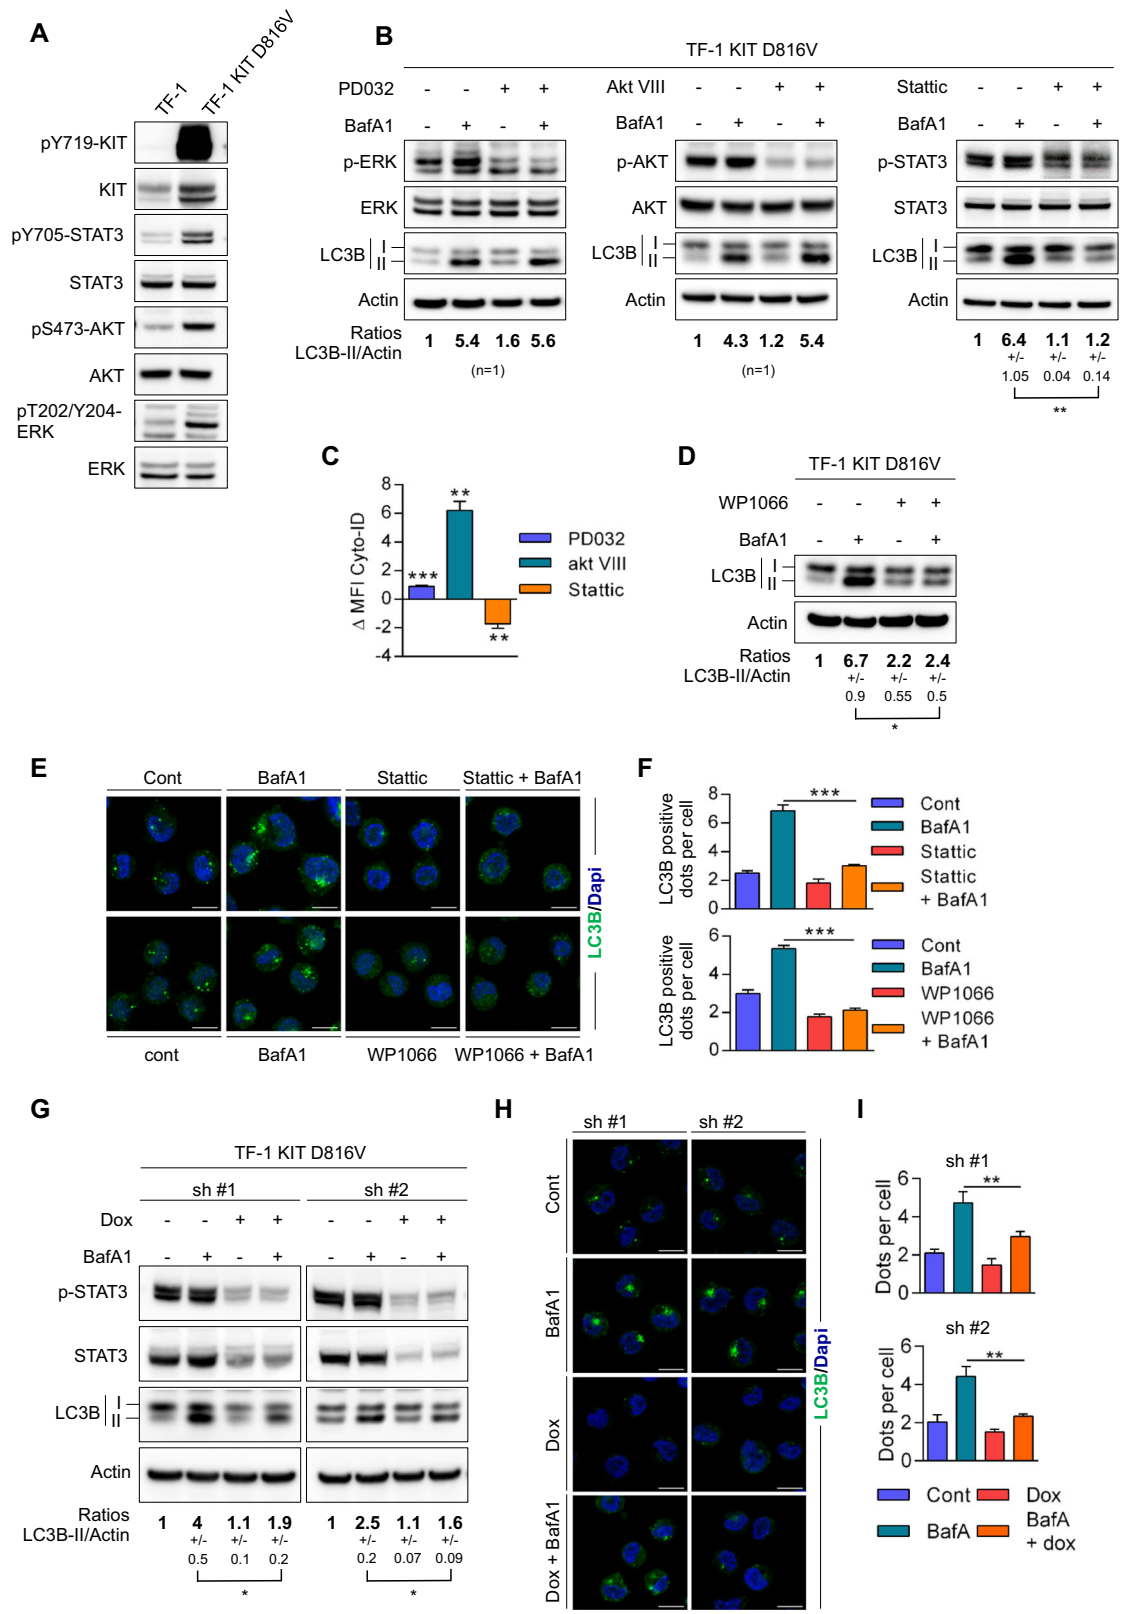 A
TF-1
TF-1 KIT D816V
pY719-KIT
KIT
pY705-STAT3
STAT3
pS473-AKT
AKT
pT202/Y204-
ERK
ERK
B
TF-1 KIT D816V
PD032 - - + +
BafA1 - + - +
p-ERK
ERK
LC3B I
II
Actin
Ratios
LC3B-II/Actin
1 5.4 1.6 5.6
(n=1)
Akt VIII - - + +
BafA1 - + - +
p-AKT
AKT
LC3B I
II
Actin
1 4.3 1.2 5.4
(n=1)
Stattic - - + +
BafA1 - + - +
p-STAT3
STAT3
LC3B I
II
Actin
1 6.4 1.1 1.2
+/- +/- +/-
1.05 0.04 0.14
**
C
Δ MFI Cyto-ID
8
6
4
2
0
-2
-4
***
**
**
PD032
akt VIII
Stattic
D
TF-1 KIT D816V
WP1066 - - + +
BafA1 - + - +
LC3B I
II
Actin
Ratios
LC3B-II/Actin
1 6.7 2.2 2.4
+/- +/- +/-
0.9 0.55 0.5
*
E
Cont BafA1 Stattic Stattic + BafA1
cont BafA1 WP1066 WP1066 + BafA1
LC3B/Dapi
F
LC3B positive
dots per cell
8
6
4
2
0
***
Cont
BafA1
Stattic
Stattic
+ BafA1
LC3B positive
dots per cell
6
4
2
0
***
Cont
BafA1
WP1066
WP1066
+ BafA1
G
TF-1 KIT D816V
sh #1 sh #2
Dox - - + + - - + +
BafA1 - + - + - + - +
p-STAT3
STAT3
LC3B I
II
Actin
Ratios
LC3B-II/Actin
1 4 1.1 1.9 1 2.5 1.1 1.6
+/- +/- +/- +/- +/- +/-
0.5 0.1 0.2 0.2 0.07 0.09
* *
H
sh #1 sh #2
Cont
BafA1
Dox
Dox + BafA1
LC3B/Dapi
I
sh #1
Dots per cell
6
4
2
0
**
sh #2
Dots per cell
6
4
2
0
**
Cont
Dox
BafA
BafA
+ dox